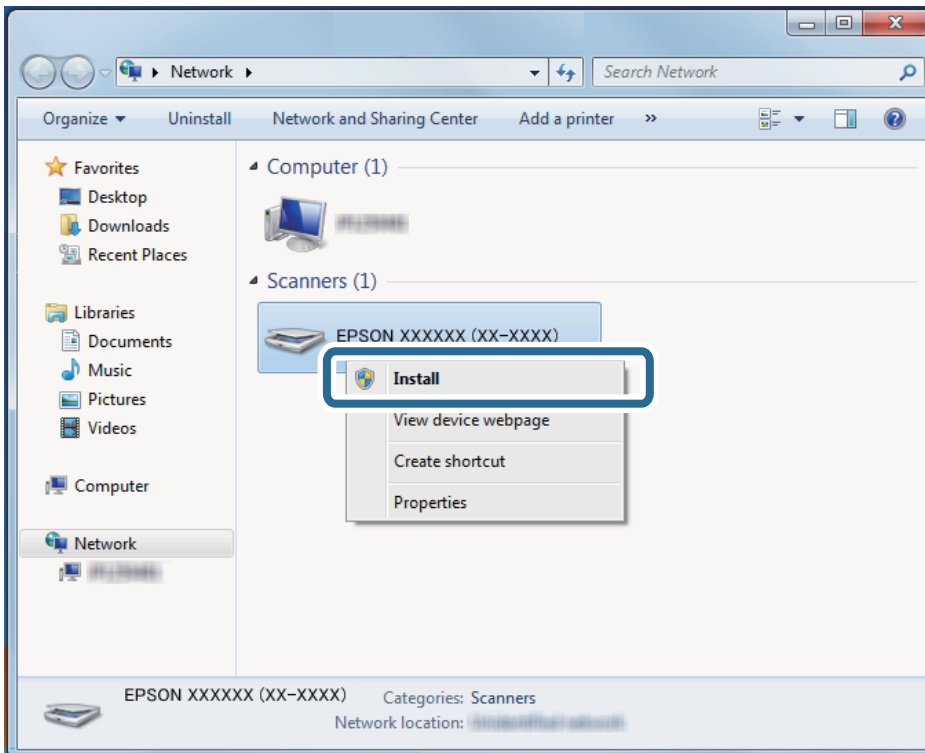 Network
Search Network
Organize Uninstall Network and Sharing Center Add a printer »
Favorites
Desktop
Downloads
Recent Places
Libraries
Documents
Music
Pictures
Videos
Computer
Network
Computer (1)
Scanners (1)
EPSON XXXXXX (XX-XXXX)
Install
View device webpage
Create shortcut
Properties
EPSON XXXXXX (XX-XXXX) Categories: Scanners
Network location: